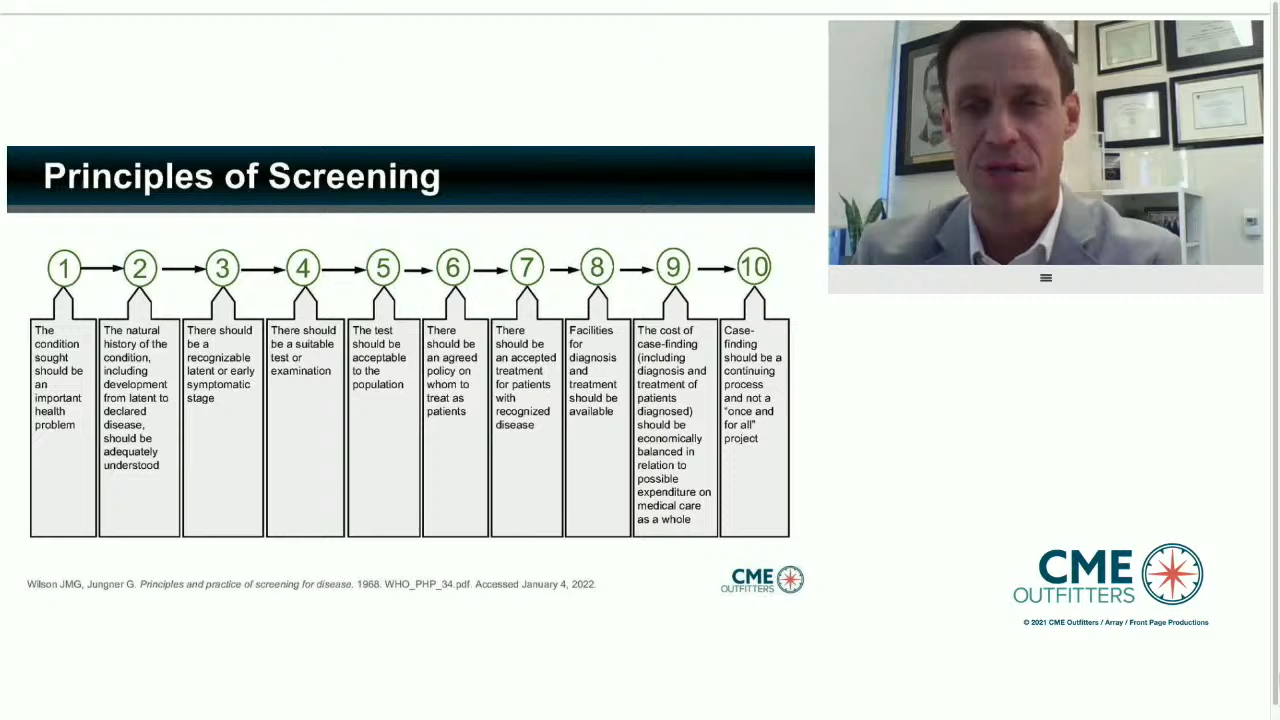 Principles of Screening
1
2
3
4
5
6
7
8
9
10
The
condition
sought
should be
an
important
health
problem
The natural
history of the
condition,
including
development
from latent to
declared
disease,
should be
adequately
understood
There should
be a
recognizable
latent or early
symptomatic
stage
There should
be a suitable
test or
examination
The test
should be
acceptable
to the
population
There
should be
an agreed
policy on
whom to
treat as
patients
There
should be
an accepted
treatment
for patients
with
recognized
disease
Facilities
for
diagnosis
and
treatment
should be
available
The cost of
case-finding
(including
diagnosis and
treatment of
patients
diagnosed)
should be
economically
balanced in
relation to
possible
expenditure on
medical care
as a whole
Case-
finding
should be a
continuing
process
and not a
"once and
for all"
project
Wilson JMG, Jungner G. Principles and practice of screening for disease. 1968. WHO_PHP_34.pdf. Accessed January 4, 2022.
CME
OUTFITTERS
CME
OUTFITTERS
© 2021 CME Outfitters / Array / Front Page Productions